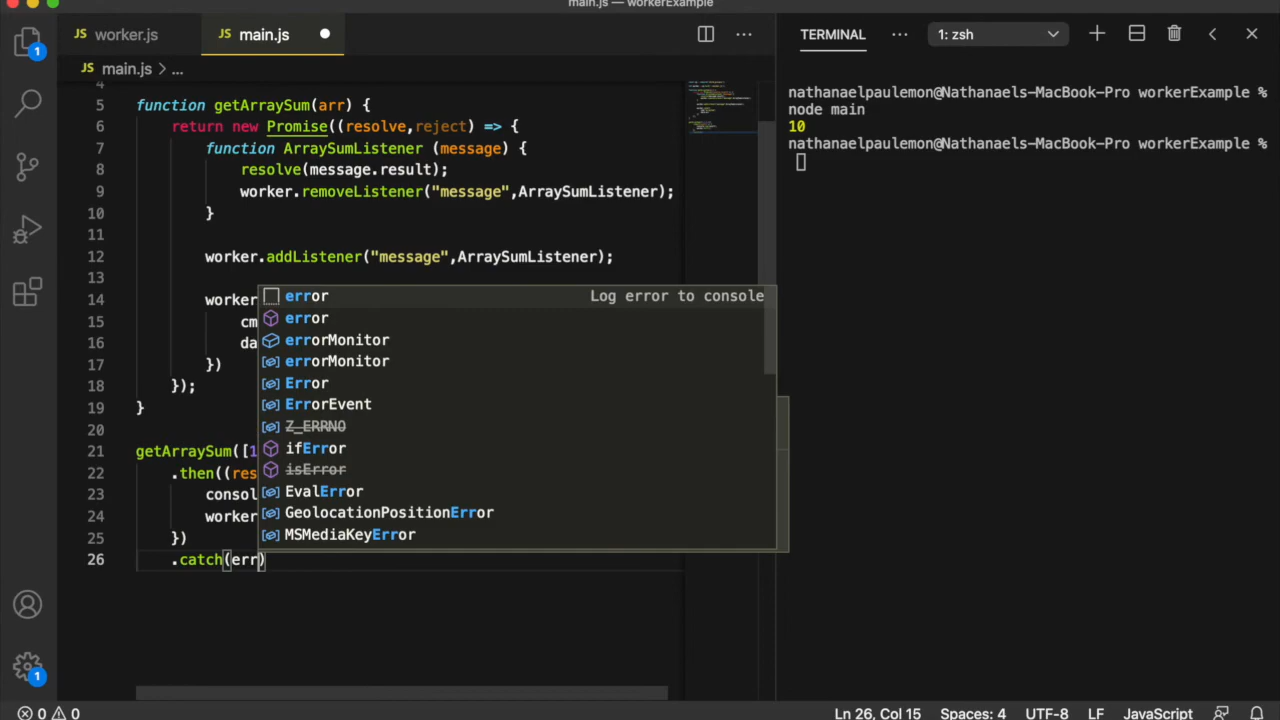 main.js — workerExample
JS worker.js
JS main.js
JS main.js > ...
4
5 function getArraySum(arr) {
6 return new Promise((resolve,reject) => {
7 function ArraySumListener (message) {
8 resolve(message.result);
9 worker.removeListener("message",ArraySumListener);
10 }
11
12 worker.addListener("message",ArraySumListener);
13
14 worker
15 cm
16 da
17 })
18 });
19 }
20
21 getArraySum([1
22 .then((res
23 consol
24 worker
25 })
26 .catch(err)
error Log error to console
error
errorMonitor
errorMonitor
Error
ErrorEvent
Z_ERRNO
ifError
isError
EvalError
GeolocationPositionError
MSMediaKeyError
TERMINAL ... 1: zsh
nathanaelpaulemon@Nathanaels-MacBook-Pro workerExample %
node main
10
nathanaelpaulemon@Nathanaels-MacBook-Pro workerExample %
1
1
0 0
Ln 26, Col 15 Spaces: 4 UTF-8 LF JavaScript